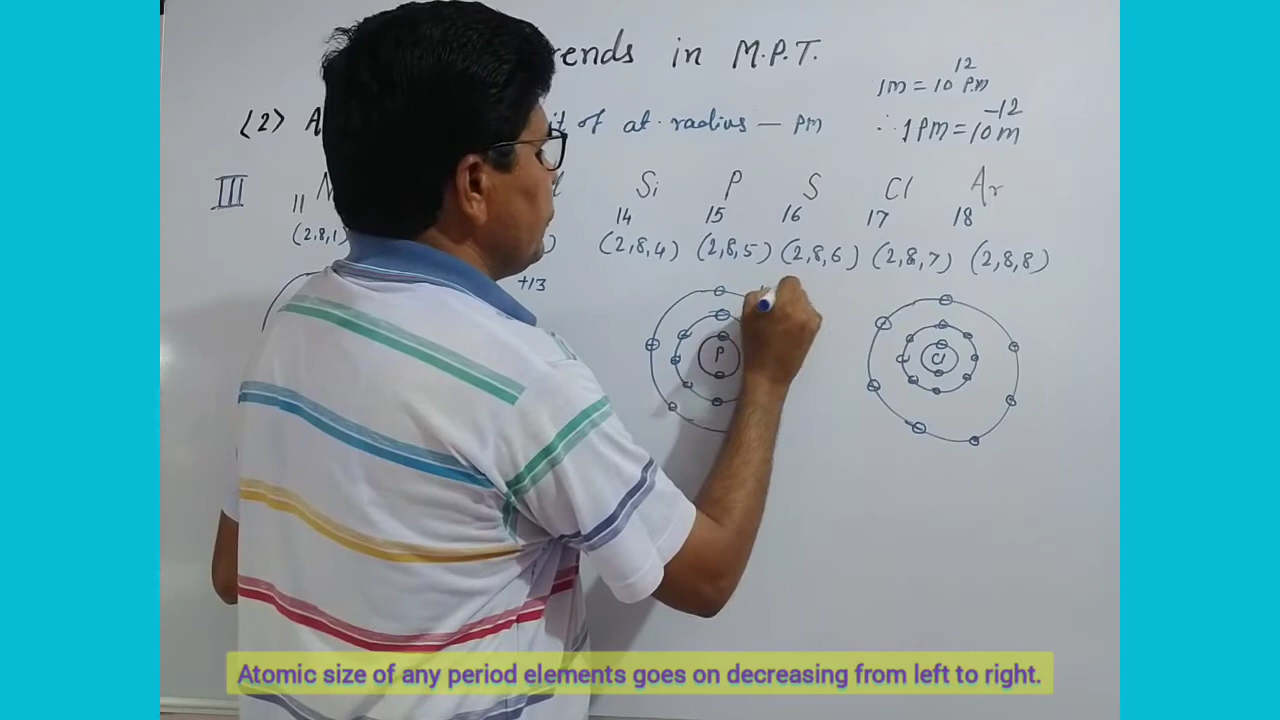 rends in M.P.T.
(2) A it of at. radius — PM
1m = 10^12 PM
∴ 1 PM = 10^-12 m
III Si P S Cl Ar
11 14 15 16 17 18
(2,8,1) (2,8,4) (2,8,5) (2,8,6) (2,8,7) (2,8,8)
+13
P Cl
Atomic size of any period elements goes on decreasing from left to right.